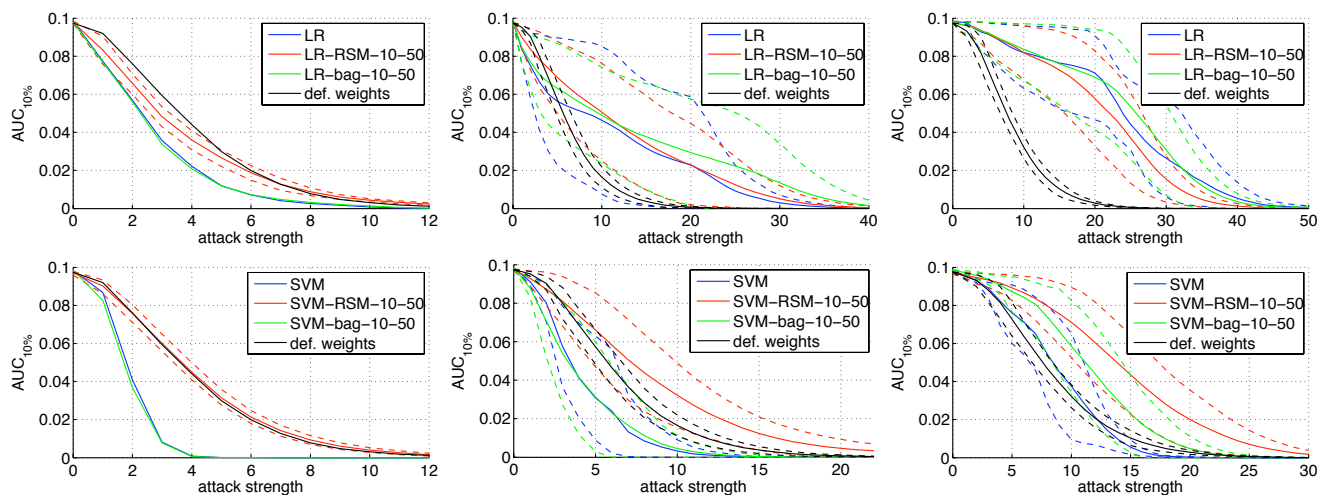 0.1
0.08
0.06
0.04
0.02
0
AUC10%
0 2 4 6 8 10 12
attack strength
LR
LR−RSM−10−50
LR−bag−10−50
def. weights
0.1
0.08
0.06
0.04
0.02
0
AUC10%
0 10 20 30 40
attack strength
LR
LR−RSM−10−50
LR−bag−10−50
def. weights
0.1
0.08
0.06
0.04
0.02
0
AUC10%
0 10 20 30 40 50
attack strength
LR
LR−RSM−10−50
LR−bag−10−50
def. weights
0.1
0.08
0.06
0.04
0.02
0
AUC10%
0 2 4 6 8 10 12
attack strength
SVM
SVM−RSM−10−50
SVM−bag−10−50
def. weights
0.1
0.08
0.06
0.04
0.02
0
AUC10%
0 5 10 15 20
attack strength
SVM
SVM−RSM−10−50
SVM−bag−10−50
def. weights
0.1
0.08
0.06
0.04
0.02
0
AUC10%
0 5 10 15 20 25 30
attack strength
SVM
SVM−RSM−10−50
SVM−bag−10−50
def. weights